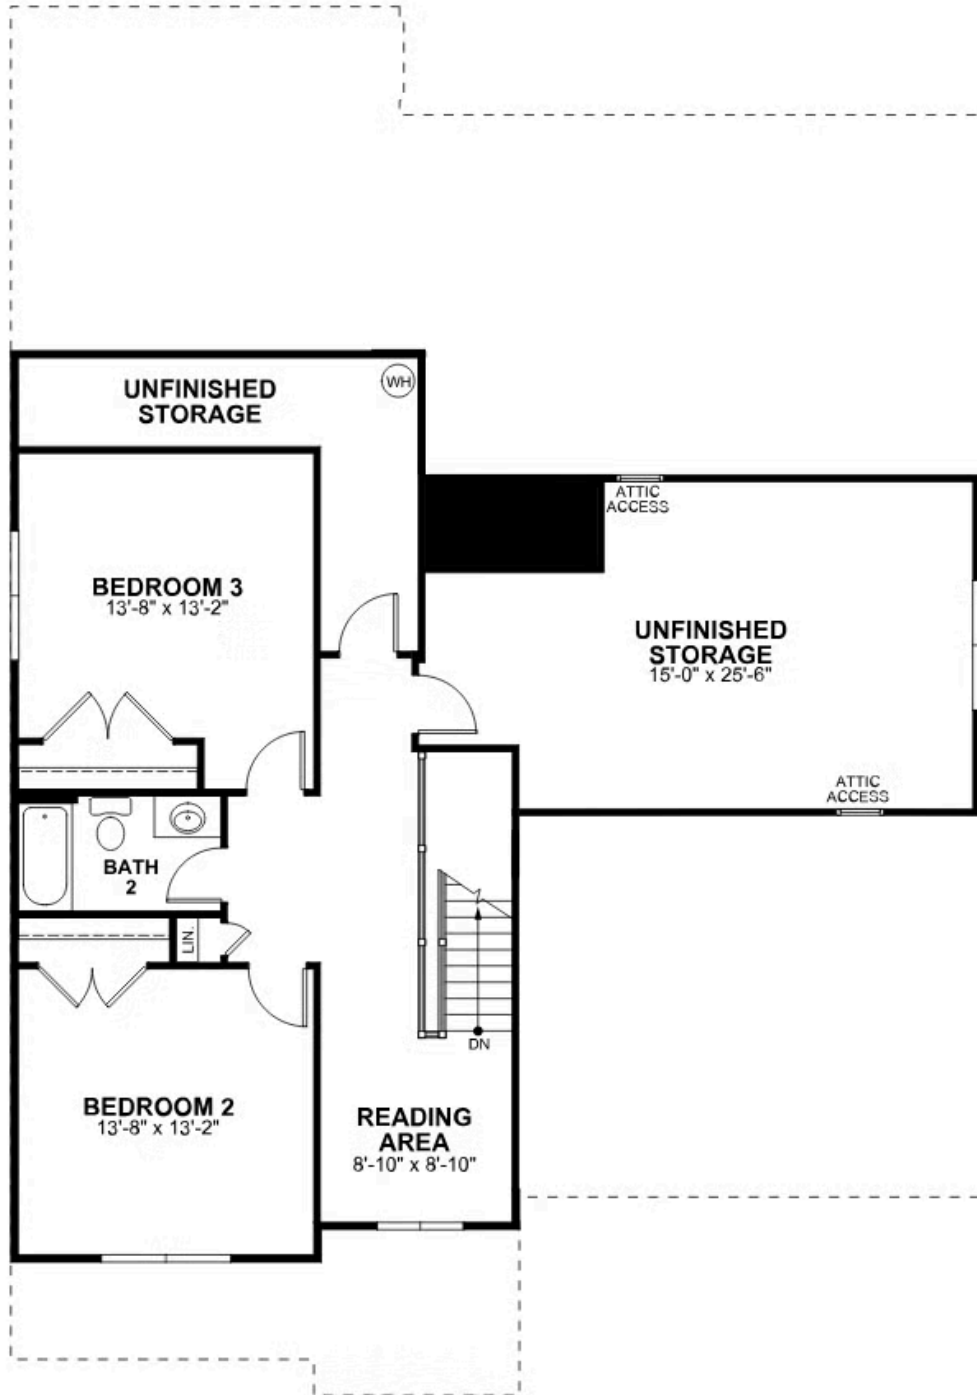 UNFINISHED
STORAGE
WH
ATTIC
ACCESS
BEDROOM 3
13'-8" x 13'-2"
UNFINISHED
STORAGE
15'-0" x 25'-6"
ATTIC
ACCESS
BATH
2
LIN.
DN
BEDROOM 2
13'-8" x 13'-2"
READING
AREA
8'-10" x 8'-10"